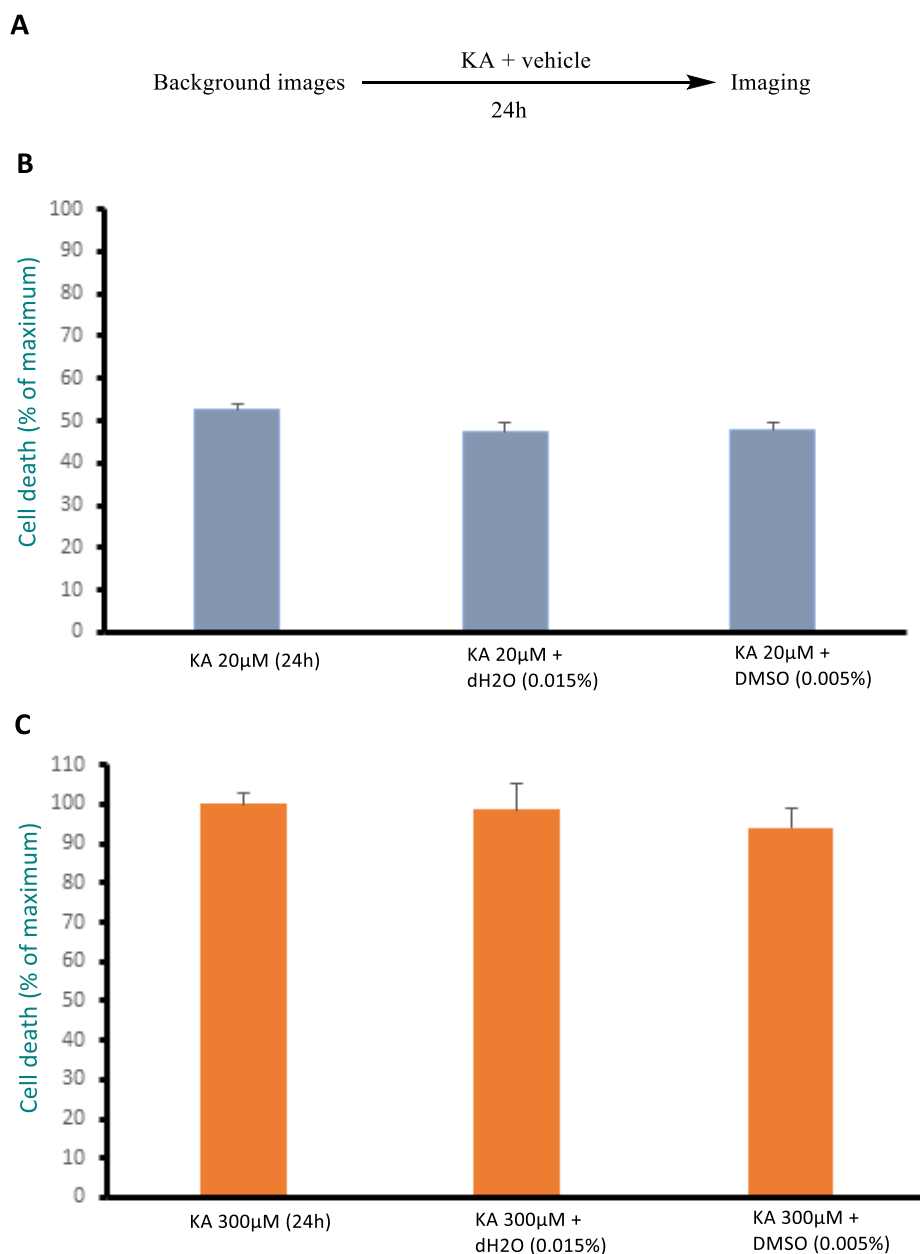 A
KA + vehicle
Background images
Imaging
24h
B
Cell death (% of maximum)
100
90
80
70
60
50
40
30
20
10
0
KA 20µM (24h)
KA 20µM +
dH2O (0.015%)
KA 20µM +
DMSO (0.005%)
C
Cell death (% of maximum)
110
100
90
80
70
60
50
40
30
20
10
0
KA 300µM (24h)
KA 300µM +
dH2O (0.015%)
KA 300µM +
DMSO (0.005%)